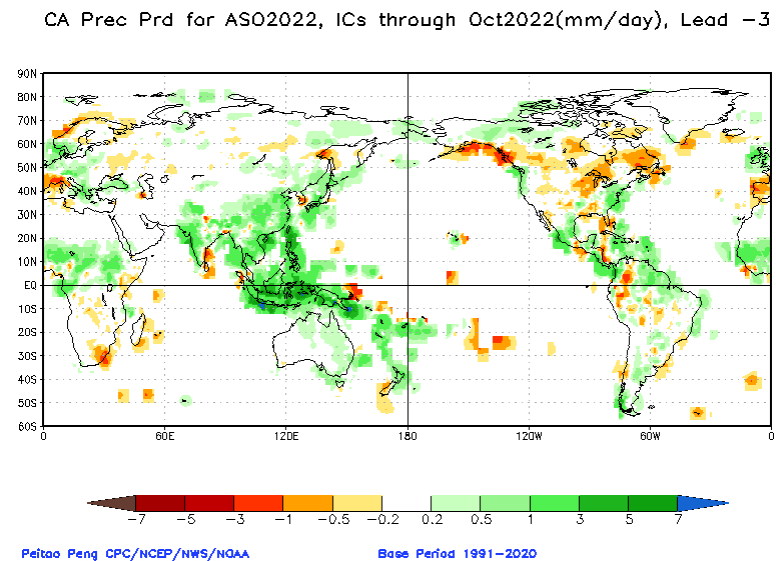 CA Prec Prd for ASO2022, ICs through Oct2022(mm/day), Lead −3
90N
80N
70N
60N
50N
40N
30N
20N
10N
EQ
10S
20S
30S
40S
50S
60S
0 60E 120E 180 120W 60W 0
−7 −5 −3 −1 −0.5 −0.2 0.2 0.5 1 3 5 7
Peitao Peng CPC/NCEP/NWS/NOAA Base Period 1991−2020